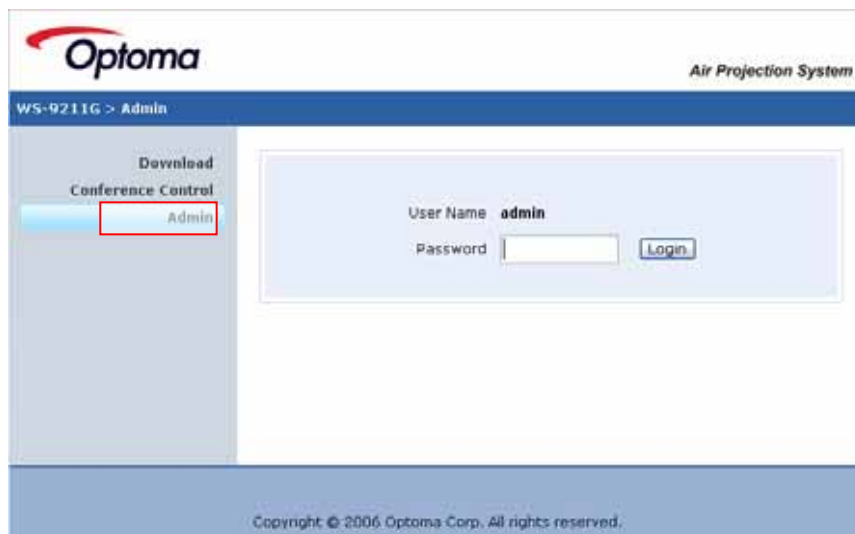 Optoma
Air Projection System
WS-9211G > Admin
Download
Conference Control
Admin
User Name admin
Password Login
Copyright © 2006 Optoma Corp. All rights reserved.